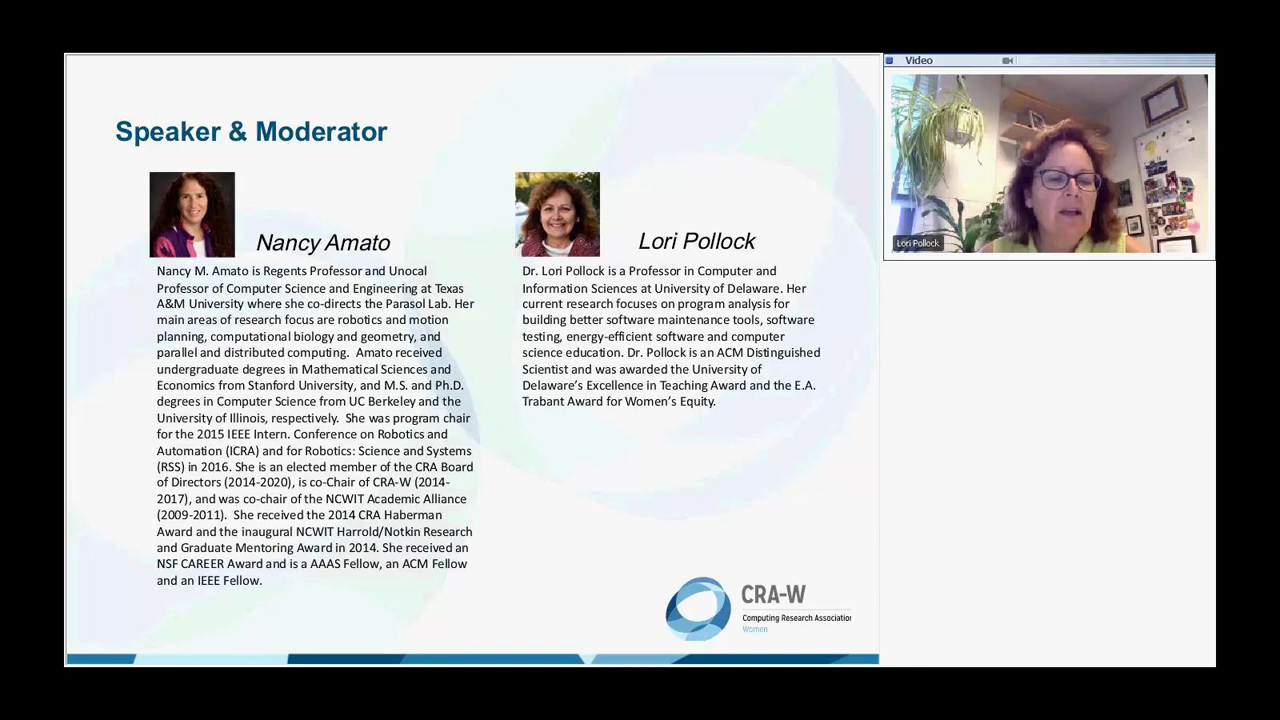 Speaker & Moderator
Nancy Amato
Nancy M. Amato is Regents Professor and Unocal
Professor of Computer Science and Engineering at Texas
A&M University where she co-directs the Parasol Lab. Her
main areas of research focus are robotics and motion
planning, computational biology and geometry, and
parallel and distributed computing. Amato received
undergraduate degrees in Mathematical Sciences and
Economics from Stanford University, and M.S. and Ph.D.
degrees in Computer Science from UC Berkeley and the
University of Illinois, respectively. She was program chair
for the 2015 IEEE Intern. Conference on Robotics and
Automation (ICRA) and for Robotics: Science and Systems
(RSS) in 2016. She is an elected member of the CRA Board
of Directors (2014-2020), is co-Chair of CRA-W (2014-
2017), and was co-chair of the NCWIT Academic Alliance
(2009-2011). She received the 2014 CRA Haberman
Award and the inaugural NCWIT Harrold/Notkin Research
and Graduate Mentoring Award in 2014. She received an
NSF CAREER Award and is a AAAS Fellow, an ACM Fellow
and an IEEE Fellow.
Lori Pollock
Dr. Lori Pollock is a Professor in Computer and
Information Sciences at University of Delaware. Her
current research focuses on program analysis for
building better software maintenance tools, software
testing, energy-efficient software and computer
science education. Dr. Pollock is an ACM Distinguished
Scientist and was awarded the University of
Delaware's Excellence in Teaching Award and the E.A.
Trabant Award for Women's Equity.
CRA-W
Computing Research Association
Women
Video
Lori Pollock